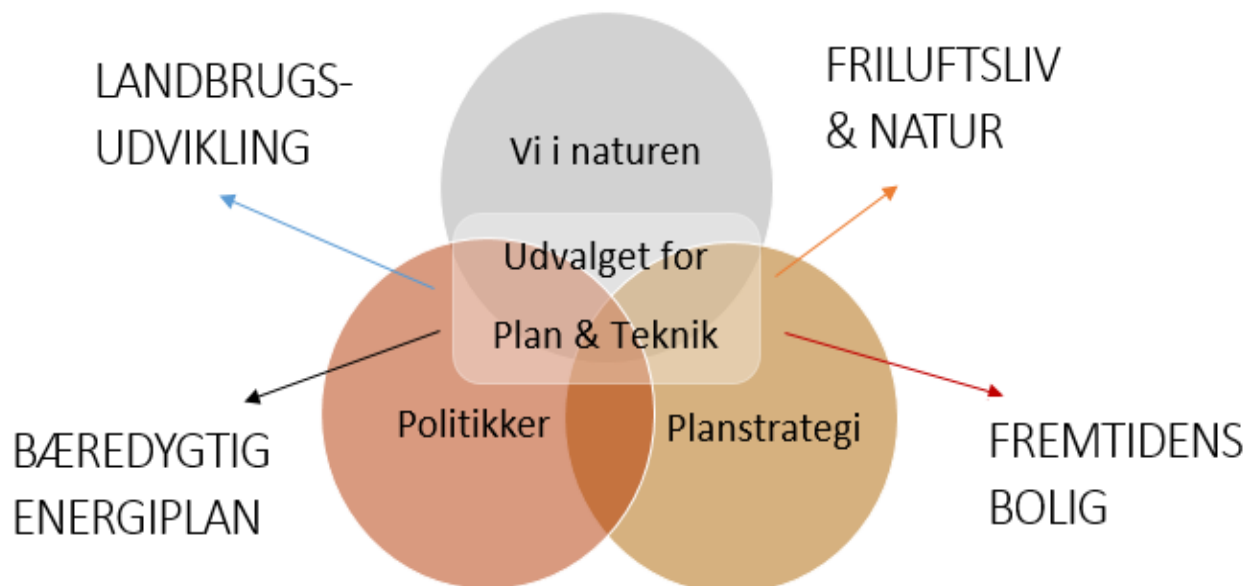 LANDBRUGS-
UDVIKLING
FRILUFTSLIV
& NATUR
Vi i naturen
Udvalget for
Plan & Teknik
Politikker
Planstrategi
BÆREDYGTIG
ENERGIPLAN
FREMTIDENS
BOLIG